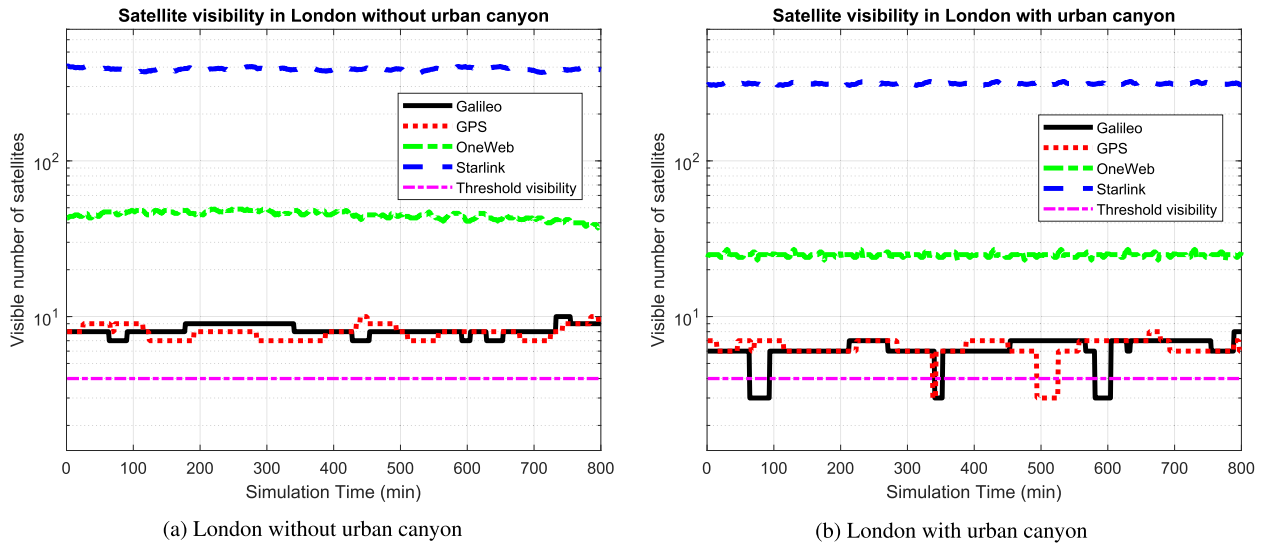 Satellite visibility in London without urban canyon
Visible number of satellites
10^2
10^1
Galileo
GPS
OneWeb
Starlink
Threshold visibility
0 100 200 300 400 500 600 700 800
Simulation Time (min)
(a) London without urban canyon
Satellite visibility in London with urban canyon
Visible number of satellites
10^2
10^1
Galileo
GPS
OneWeb
Starlink
Threshold visibility
0 100 200 300 400 500 600 700 800
Simulation Time (min)
(b) London with urban canyon